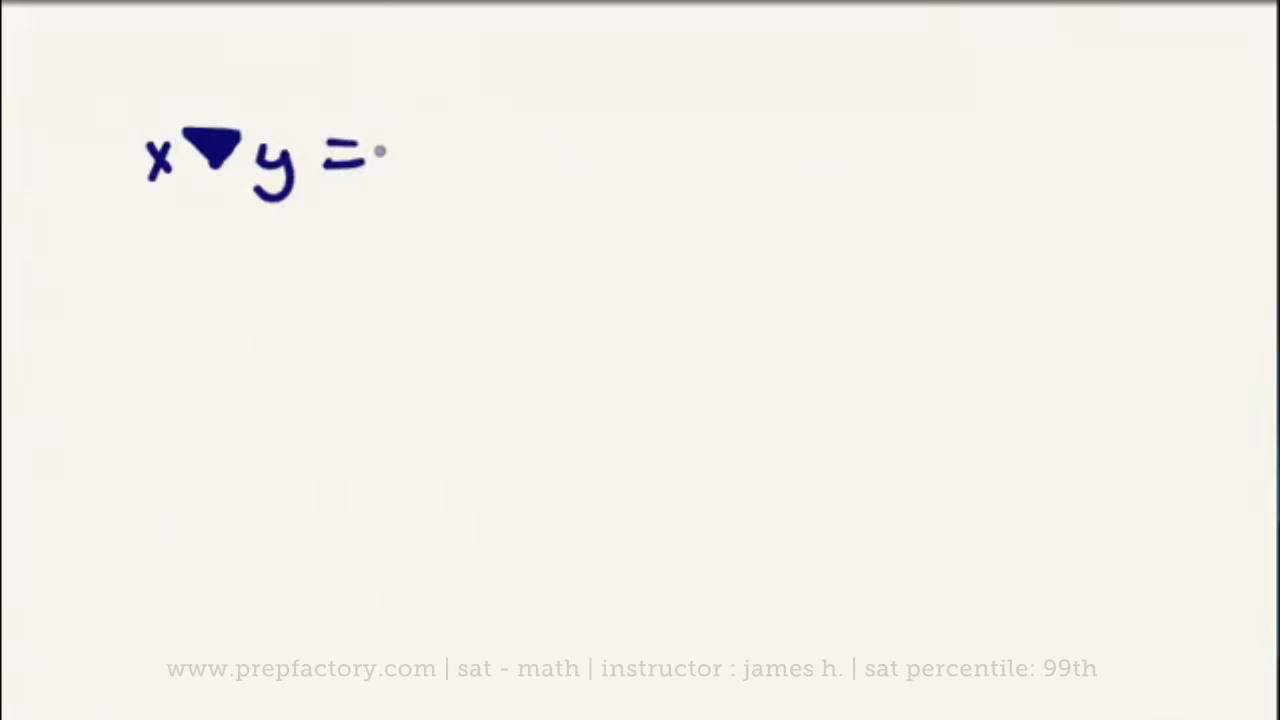 x▼y =
www.prepfactory.com | sat - math | instructor : james h. | sat percentile: 99th